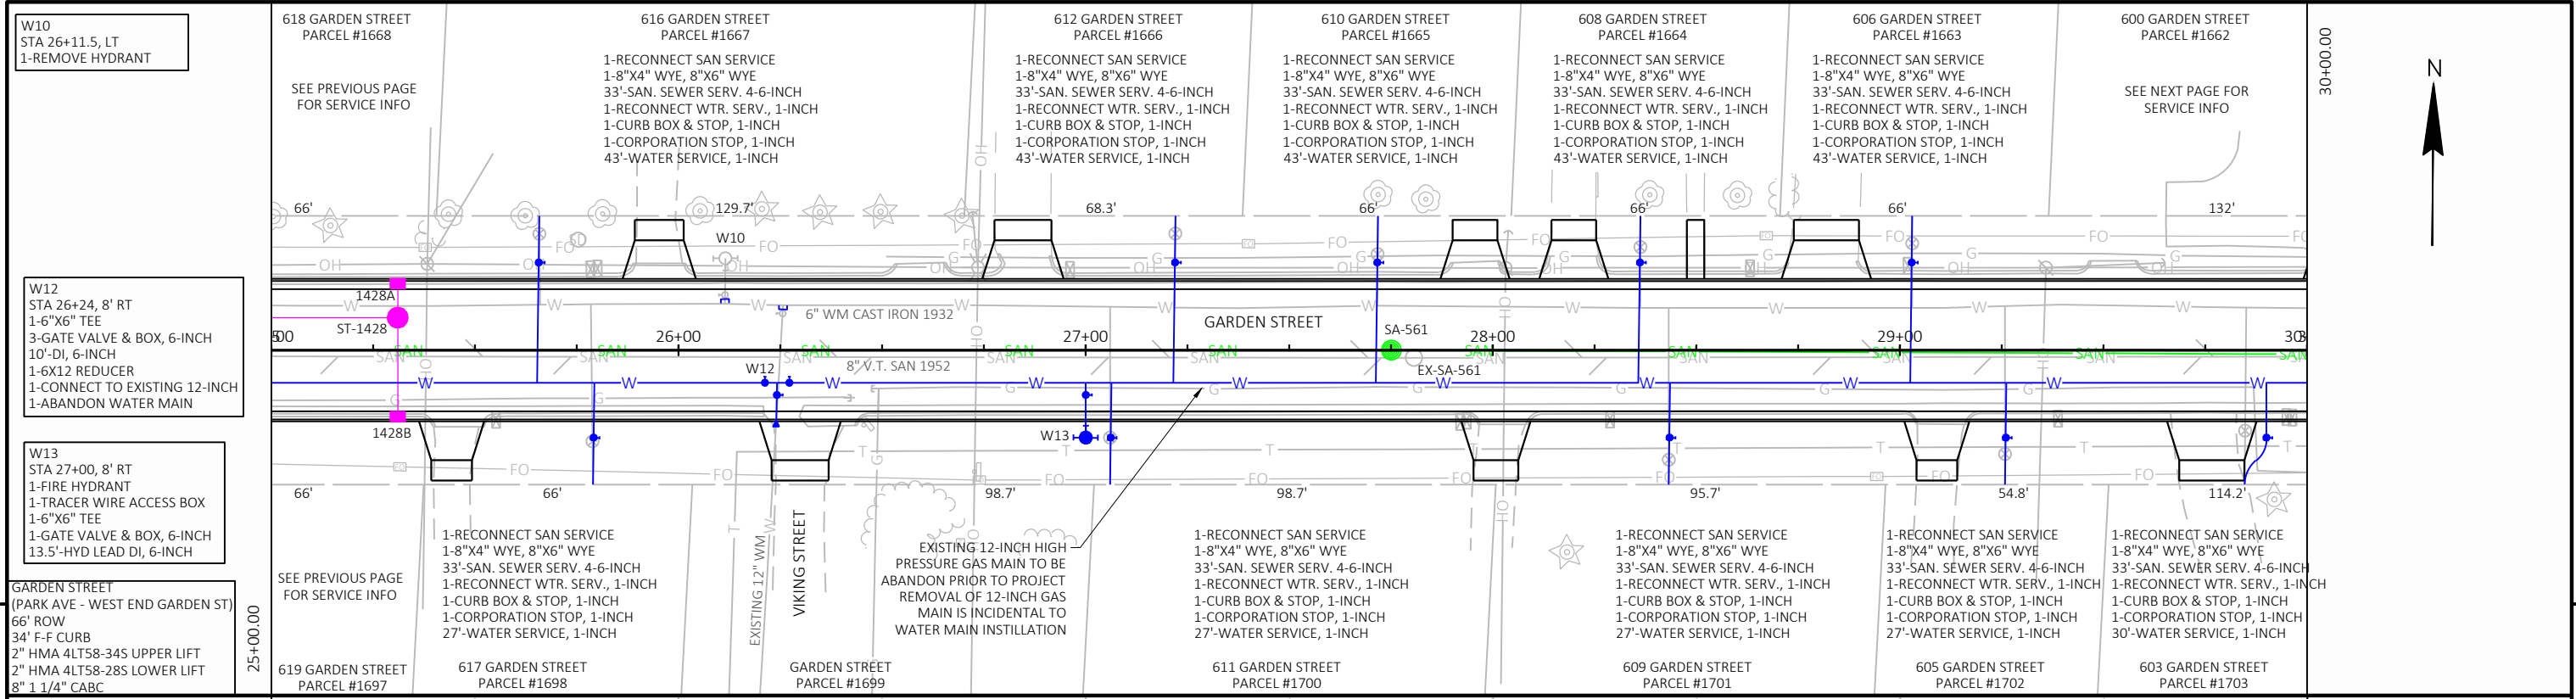 W10
STA 26+11.5, LT
1-REMOVE HYDRANT
W12
STA 26+24, 8' RT
1-6"X6" TEE
3-GATE VALVE & BOX, 6-INCH
10'-DI, 6-INCH
1-6X12 REDUCER
1-CONNECT TO EXISTING 12-INCH
1-ABANDON WATER MAIN
W13
STA 27+00, 8' RT
1-FIRE HYDRANT
1-TRACER WIRE ACCESS BOX
1-6"X6" TEE
1-GATE VALVE & BOX, 6-INCH
13.5'-HYD LEAD DI, 6-INCH
GARDEN STREET
(PARK AVE - WEST END GARDEN ST)
66' ROW
34' F-F CURB
2" HMA 4LT58-34S UPPER LIFT
2" HMA 4LT58-28S LOWER LIFT
8" 1 1/4" CABC
25+00.00
618 GARDEN STREET
PARCEL #1668
SEE PREVIOUS PAGE
FOR SERVICE INFO
616 GARDEN STREET
PARCEL #1667
1-RECONNECT SAN SERVICE
1-8"X4" WYE, 8"X6" WYE
33'-SAN. SEWER SERV. 4-6-INCH
1-RECONNECT WTR. SERV., 1-INCH
1-CURB BOX & STOP, 1-INCH
1-CORPORATION STOP, 1-INCH
43'-WATER SERVICE, 1-INCH
612 GARDEN STREET
PARCEL #1666
1-RECONNECT SAN SERVICE
1-8"X4" WYE, 8"X6" WYE
33'-SAN. SEWER SERV. 4-6-INCH
1-RECONNECT WTR. SERV., 1-INCH
1-CURB BOX & STOP, 1-INCH
1-CORPORATION STOP, 1-INCH
43'-WATER SERVICE, 1-INCH
610 GARDEN STREET
PARCEL #1665
1-RECONNECT SAN SERVICE
1-8"X4" WYE, 8"X6" WYE
33'-SAN. SEWER SERV. 4-6-INCH
1-RECONNECT WTR. SERV., 1-INCH
1-CURB BOX & STOP, 1-INCH
1-CORPORATION STOP, 1-INCH
43'-WATER SERVICE, 1-INCH
608 GARDEN STREET
PARCEL #1664
1-RECONNECT SAN SERVICE
1-8"X4" WYE, 8"X6" WYE
33'-SAN. SEWER SERV. 4-6-INCH
1-RECONNECT WTR. SERV., 1-INCH
1-CURB BOX & STOP, 1-INCH
1-CORPORATION STOP, 1-INCH
43'-WATER SERVICE, 1-INCH
606 GARDEN STREET
PARCEL #1663
1-RECONNECT SAN SERVICE
1-8"X4" WYE, 8"X6" WYE
33'-SAN. SEWER SERV. 4-6-INCH
1-RECONNECT WTR. SERV., 1-INCH
1-CURB BOX & STOP, 1-INCH
1-CORPORATION STOP, 1-INCH
43'-WATER SERVICE, 1-INCH
600 GARDEN STREET
PARCEL #1662
SEE NEXT PAGE FOR
SERVICE INFO
30+00.00
N
66' 129.7' 68.3' 66' 66' 66' 132'
W10
FO FO FO FO FO FO FO
OH OH OH OH OH OH
1428A
ST-1428
W W W W W W W W W
6" WM CAST IRON 1932
GARDEN STREET
SA-561
26+00 27+00 28+00 29+00
SAN SAN SAN SAN SAN SAN SAN SAN SAN SAN
8" V.T. SAN 1952
EX-SA-561
W12
W W W W W W W W W W
G G G G G G
1428B
W13
T T T T T T
FO FO FO FO FO FO FO
66' 66' 98.7' 98.7' 95.7' 54.8' 114.2'
EXISTING 12" WM
VIKING STREET
EXISTING 12-INCH HIGH
PRESSURE GAS MAIN TO BE
ABANDON PRIOR TO PROJECT
REMOVAL OF 12-INCH GAS
MAIN IS INCIDENTAL TO
WATER MAIN INSTILLATION
SEE PREVIOUS PAGE
FOR SERVICE INFO
619 GARDEN STREET
PARCEL #1697
1-RECONNECT SAN SERVICE
1-8"X4" WYE, 8"X6" WYE
33'-SAN. SEWER SERV. 4-6-INCH
1-RECONNECT WTR. SERV., 1-INCH
1-CURB BOX & STOP, 1-INCH
1-CORPORATION STOP, 1-INCH
27'-WATER SERVICE, 1-INCH
617 GARDEN STREET
PARCEL #1698
GARDEN STREET
PARCEL #1699
1-RECONNECT SAN SERVICE
1-8"X4" WYE, 8"X6" WYE
33'-SAN. SEWER SERV. 4-6-INCH
1-RECONNECT WTR. SERV., 1-INCH
1-CURB BOX & STOP, 1-INCH
1-CORPORATION STOP, 1-INCH
27'-WATER SERVICE, 1-INCH
611 GARDEN STREET
PARCEL #1700
1-RECONNECT SAN SERVICE
1-8"X4" WYE, 8"X6" WYE
33'-SAN. SEWER SERV. 4-6-INCH
1-RECONNECT WTR. SERV., 1-INCH
1-CURB BOX & STOP, 1-INCH
1-CORPORATION STOP, 1-INCH
27'-WATER SERVICE, 1-INCH
609 GARDEN STREET
PARCEL #1701
1-RECONNECT SAN SERVICE
1-8"X4" WYE, 8"X6" WYE
33'-SAN. SEWER SERV. 4-6-INCH
1-RECONNECT WTR. SERV., 1-INCH
1-CURB BOX & STOP, 1-INCH
1-CORPORATION STOP, 1-INCH
27'-WATER SERVICE, 1-INCH
605 GARDEN STREET
PARCEL #1702
1-RECONNECT SAN SERVICE
1-8"X4" WYE, 8"X6" WYE
33'-SAN. SEWER SERV. 4-6-INCH
1-RECONNECT WTR. SERV., 1-INCH
1-CURB BOX & STOP, 1-INCH
1-CORPORATION STOP, 1-INCH
30'-WATER SERVICE, 1-INCH
603 GARDEN STREET
PARCEL #1703